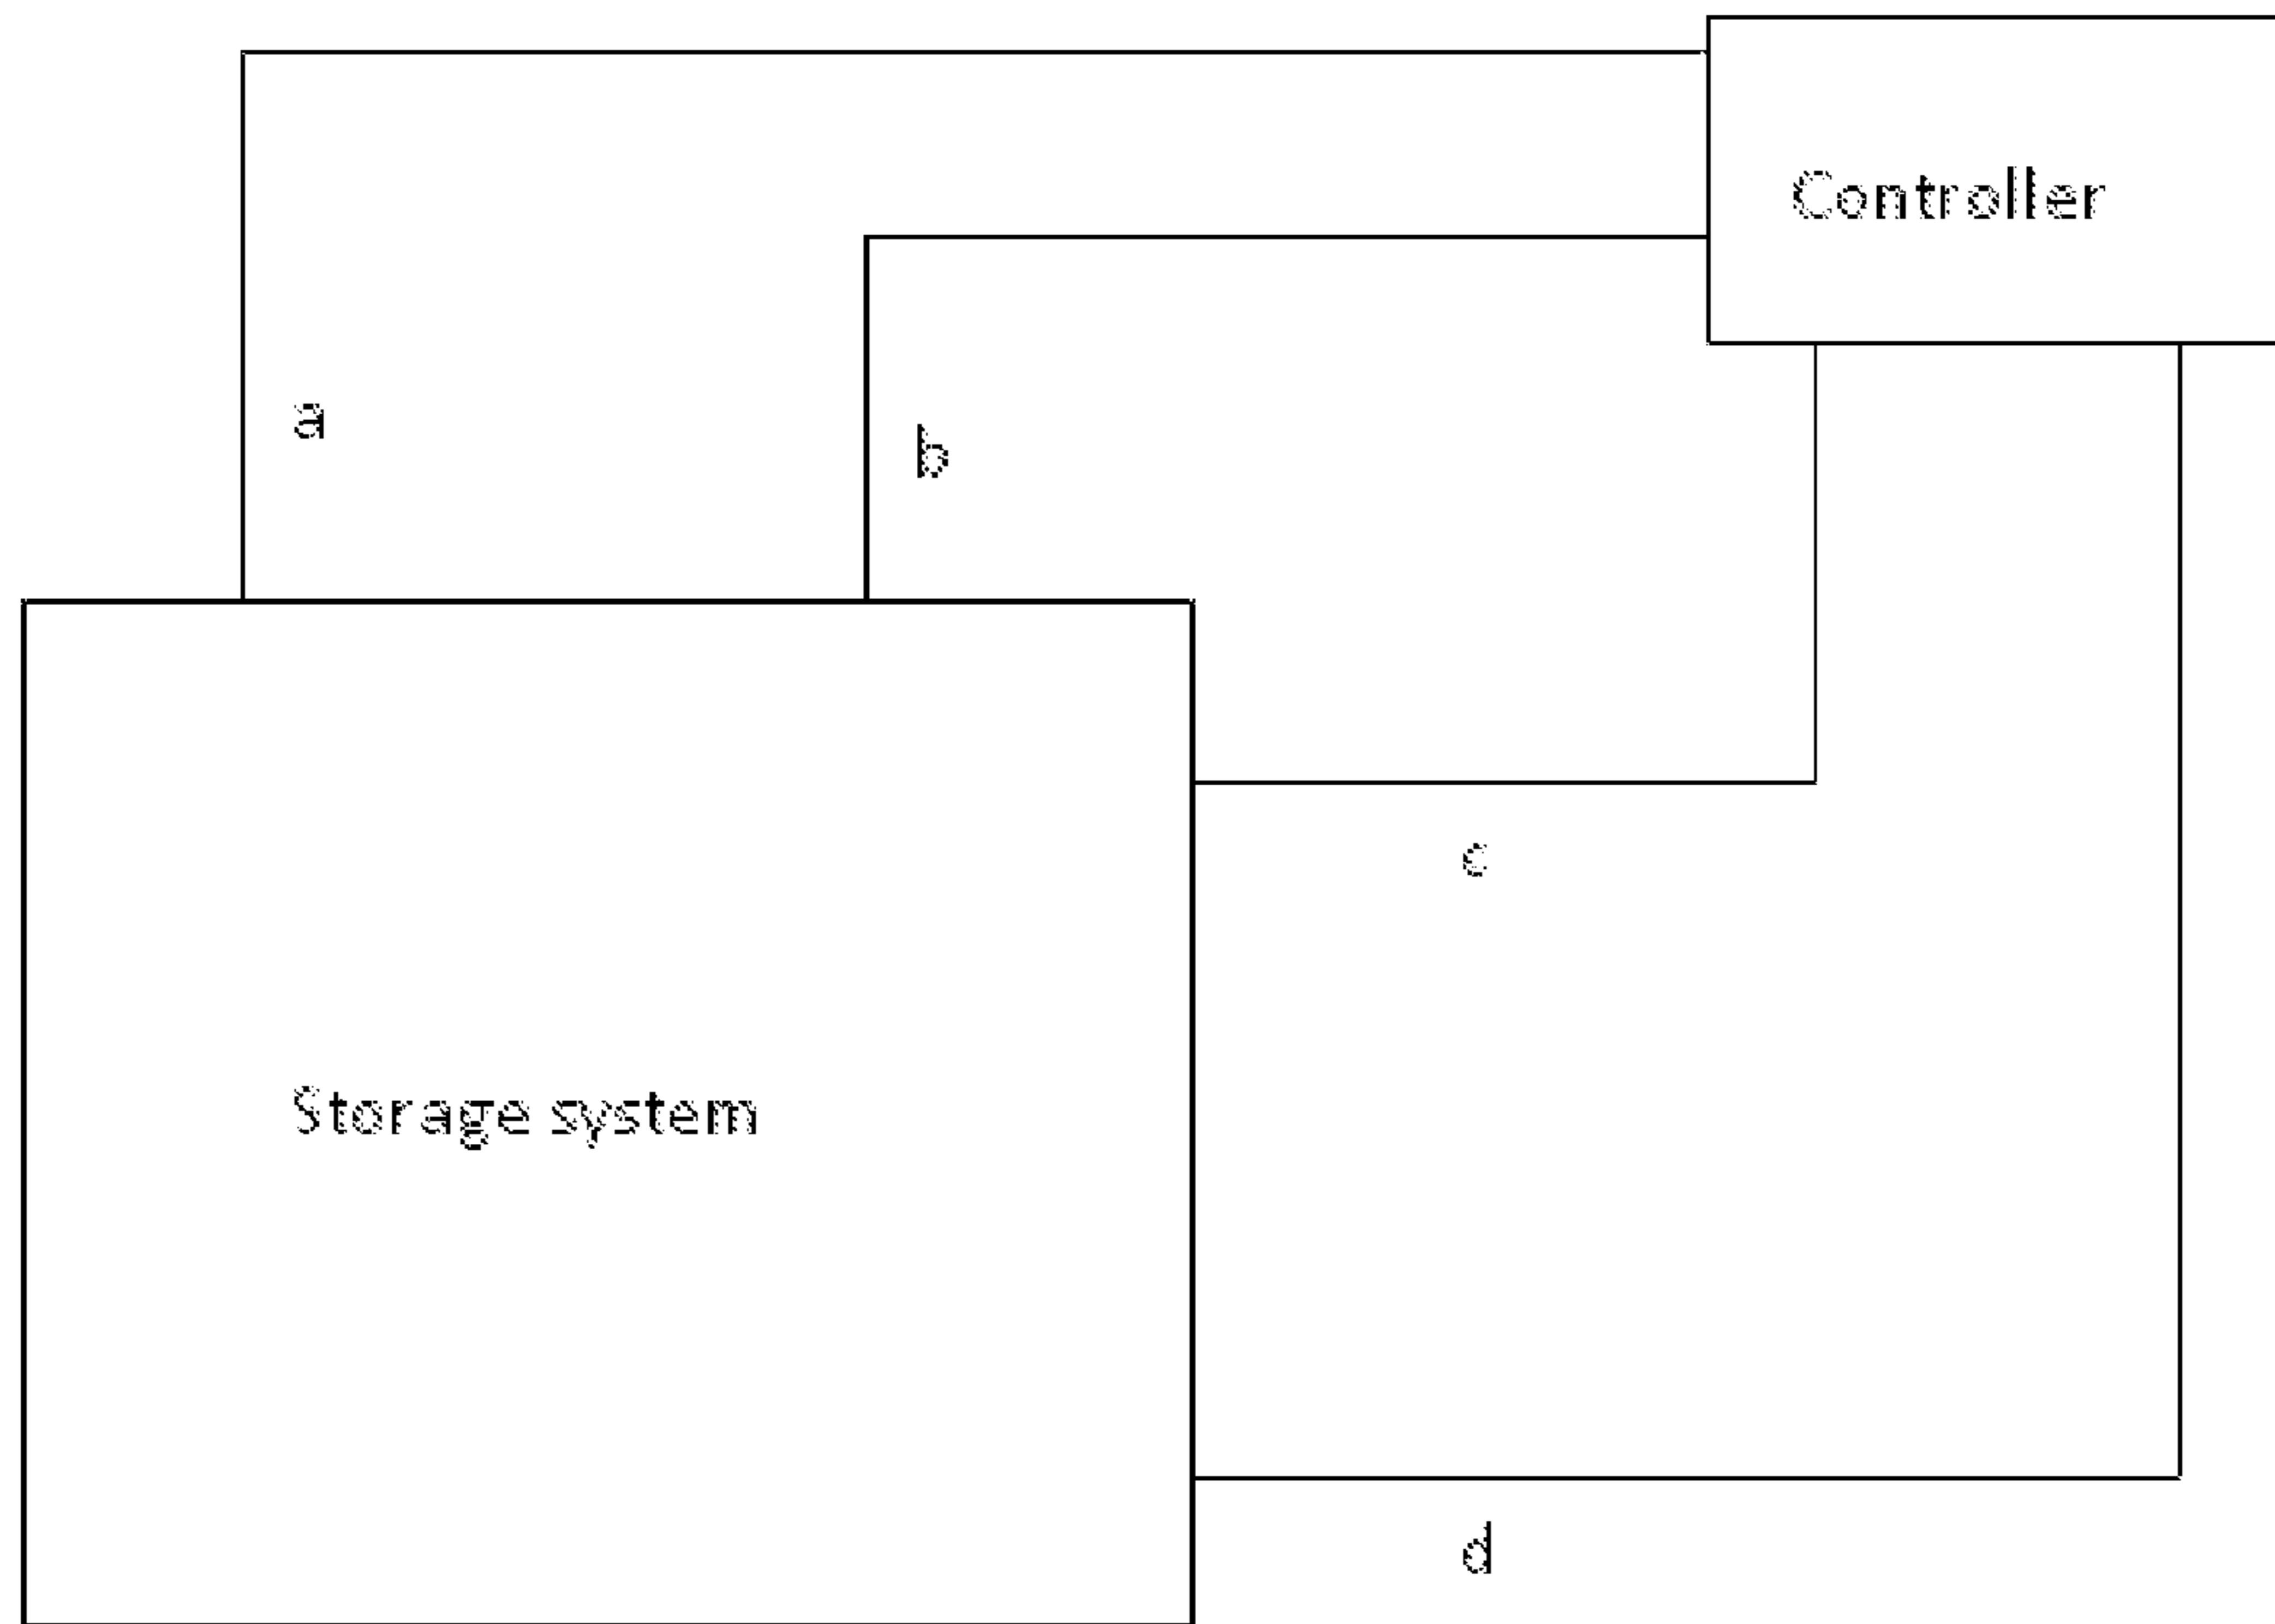 Controller
a
b
c
Storage system
d